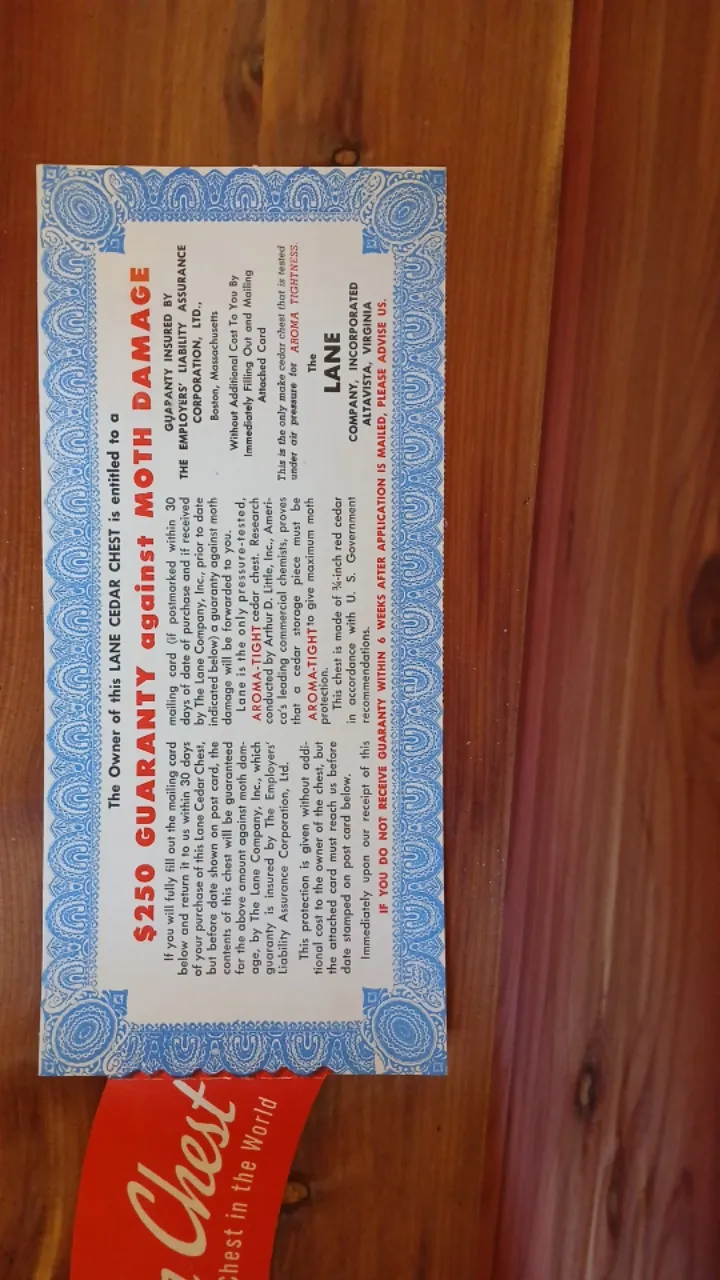 The Owner of this LANE CEDAR CHEST is entitled to a
$250 GUARANTY against MOTH DAMAGE
If you will fully fill out the mailing card
below and return it to us within 30 days
of your purchase of this Lane Cedar Chest,
but before date shown on post card, the
contents of this chest will be guaranteed
for the above amount against moth dam-
age, by The Lane Company, Inc., which
guaranty is insured by The Employers'
Liability Assurance Corporation, Ltd.
This protection is given without addi-
tional cost to the owner of the chest, but
the attached card must reach us before
date stamped on post card below.
Immediately upon our receipt of this
mailing card (if postmarked within 30
days of date of purchase and if received
by The Lane Company, Inc., prior to date
indicated below) a guaranty against moth
damage will be forwarded to you.
Lane is the only pressure-tested,
AROMA-TIGHT cedar chest. Research
conducted by Arthur D. Little, Inc., Ameri-
ca's leading commercial chemists, proves
that a cedar storage piece must be
AROMA-TIGHT to give maximum moth
protection.
This chest is made of ¾-inch red cedar
in accordance with U. S. Government
recommendations.
GUARANTY INSURED BY
THE EMPLOYERS' LIABILITY ASSURANCE
CORPORATION, LTD.,
Boston, Massachusetts
Without Additional Cost To You By
Immediately Filling Out and Mailing
Attached Card
This is the only make cedar chest that is tested
under air pressure for AROMA TIGHTNESS.
The
LANE
COMPANY, INCORPORATED
ALTAVISTA, VIRGINIA
IF YOU DO NOT RECEIVE GUARANTY WITHIN 6 WEEKS AFTER APPLICATION IS MAILED, PLEASE ADVISE US.
Chest
hest in the World